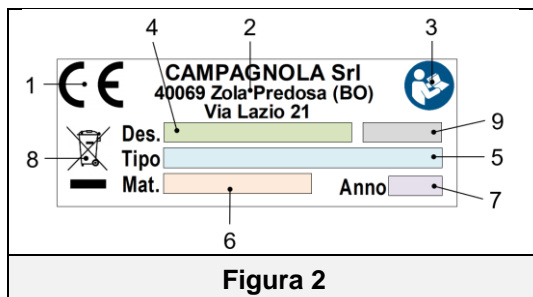 4 2 3
1 CE CAMPAGNOLA Srl
40069 Zola Predosa (BO)
Via Lazio 21
Des. 9
8 Tipo 5
Mat. Anno 7
6
Figura 2